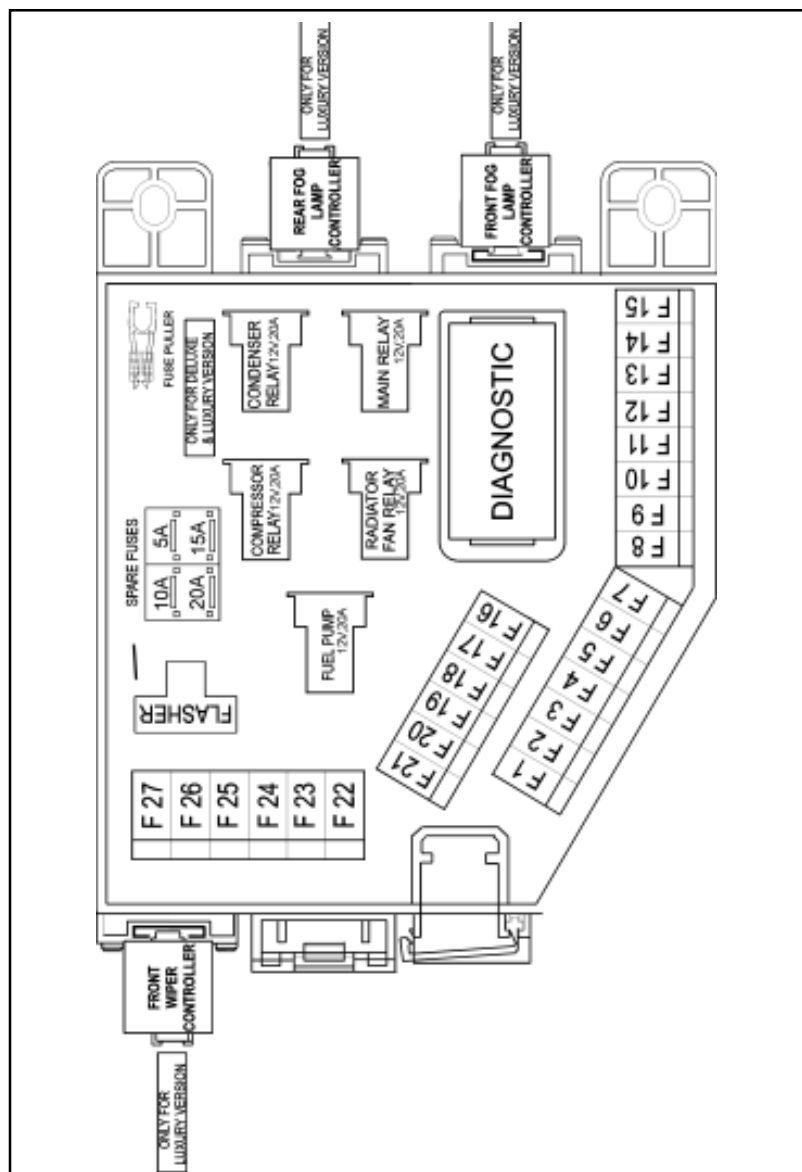 ONLY FOR
LUXURY VERSION
ONLY FOR
LUXURY VERSION
REAR FOG
LAMP
CONTROLLER
FRONT FOG
LAMP
CONTROLLER
FUSE PULLER
ONLY FOR DELUXE
& LUXURY VERSION
CONDENSER
RELAY 12V,20A
MAIN RELAY
12V,20A
DIAGNOSTIC
F 15
F 14
F 13
F 12
F 11
F 10
F 9
F 8
SPARE FUSES
5A
15A
10A
20A
COMPRESSOR
RELAY 12V,20A
RADIATOR
FAN RELAY
12V,20A
FUEL PUMP
12V,20A
F 7
F 6
F 5
F 4
F 3
F 2
F 1
F 16
F 17
F 18
F 19
F 20
F 21
FLASHER
F 27
F 26
F 25
F 24
F 23
F 22
FRONT
WIPER
CONTROLLER
ONLY FOR
LUXURY VERSION